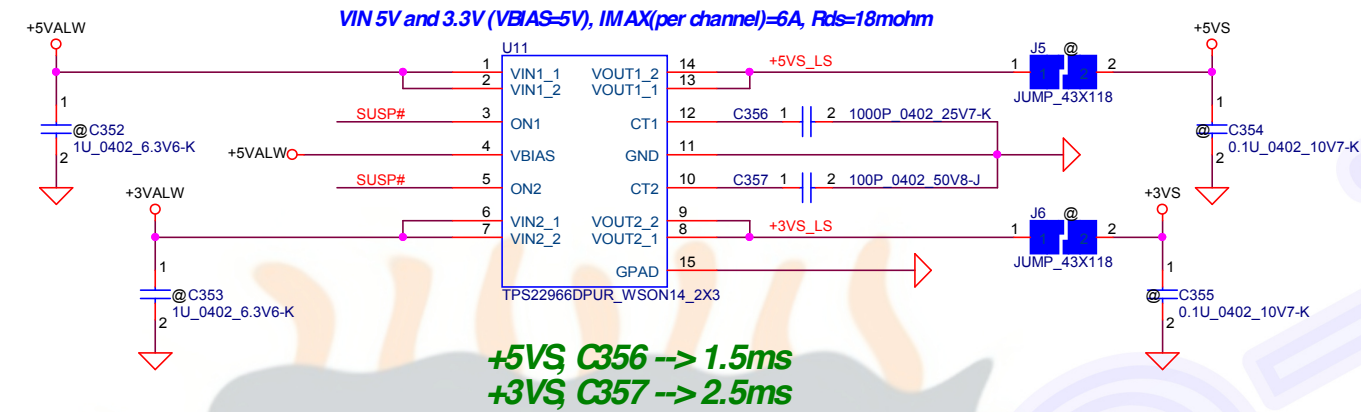 VIN 5V and 3.3V (VBIAS=5V), IMAX(per channel)=6A, Rds=18mohm
+5VALW
U11
+5VS_LS
J5 @
+5VS
1 VIN1_1 VOUT1_2 14
2 VIN1_2 VOUT1_1 13
1 1 2 2
JUMP_43X118
SUSP# 3 ON1 CT1 12 C356 1 2 1000P_0402_25V7-K
1
@ C352
1U_0402_6.3V6-K
2
1
@ C354
0.1U_0402_10V7-K
2
+5VALW 4 VBIAS GND 11
SUSP# 5 ON2 CT2 10 C357 1 2 100P_0402_50V8-J
+3VALW
6 VIN2_1 VOUT2_2 9
7 VIN2_2 VOUT2_1 8
+3VS_LS
J6 @
+3VS
1 1 2 2
JUMP_43X118
GPAD 15
TPS22966DPUR_WSON14_2X3
1
@ C353
1U_0402_6.3V6-K
2
1
@ C355
0.1U_0402_10V7-K
2
+5VS, C356 --> 1.5ms
+3VS, C357 --> 2.5ms